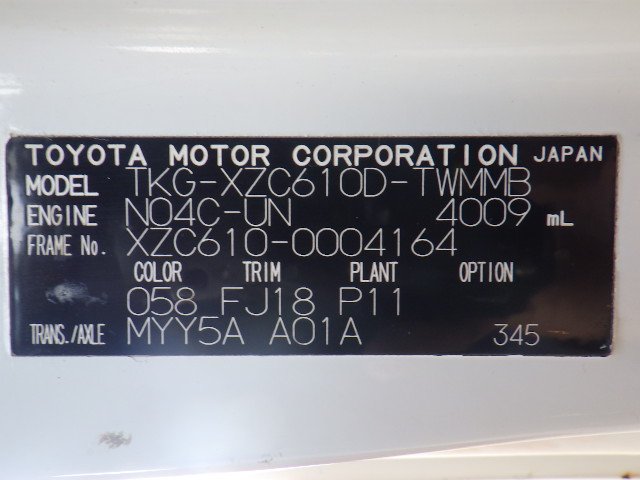 TOYOTA MOTOR CORPORATION JAPAN
MODEL TKG-XZC610D-TWMMB
ENGINE N04C-UN 4009 mL
FRAME No. XZC610-0004164
COLOR TRIM PLANT OPTION
058 FJ18 P11
TRANS./AXLE MYY5A A01A 345